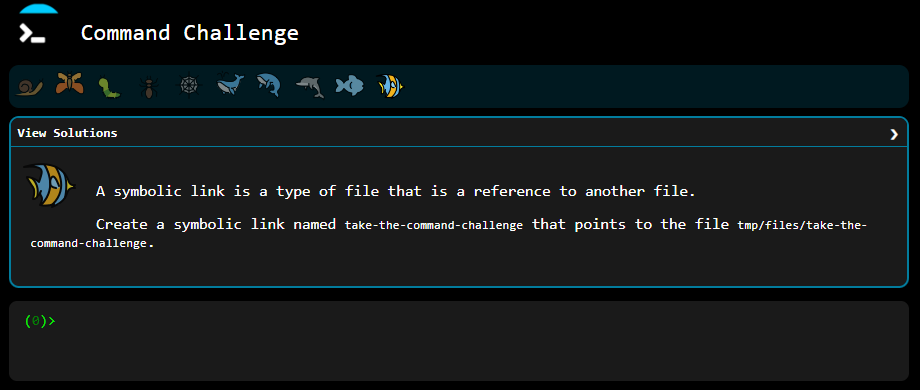 Command Challenge
View Solutions
A symbolic link is a type of file that is a reference to another file.
Create a symbolic link named take-the-command-challenge that points to the file tmp/files/take-the-
command-challenge.
(0)>